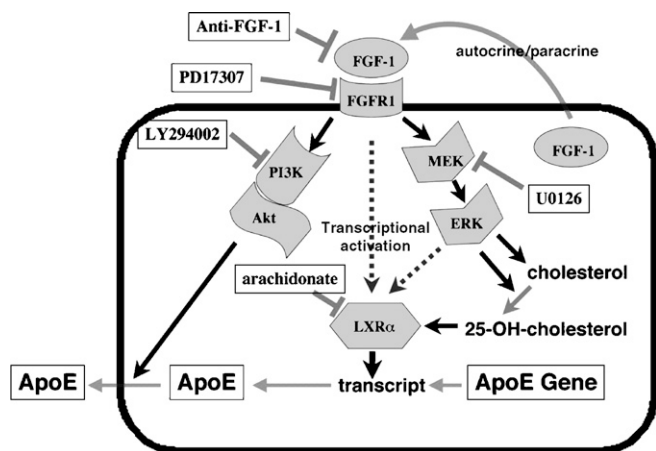 Anti-FGF-1
FGF-1
autocrine/paracrine
PD17307
FGFR1
LY294002
FGF-1
PI3K
MEK
U0126
Akt
ERK
Transcriptional
activation
arachidonate
cholesterol
LXRα
25-OH-cholesterol
ApoE
ApoE
transcript
ApoE Gene